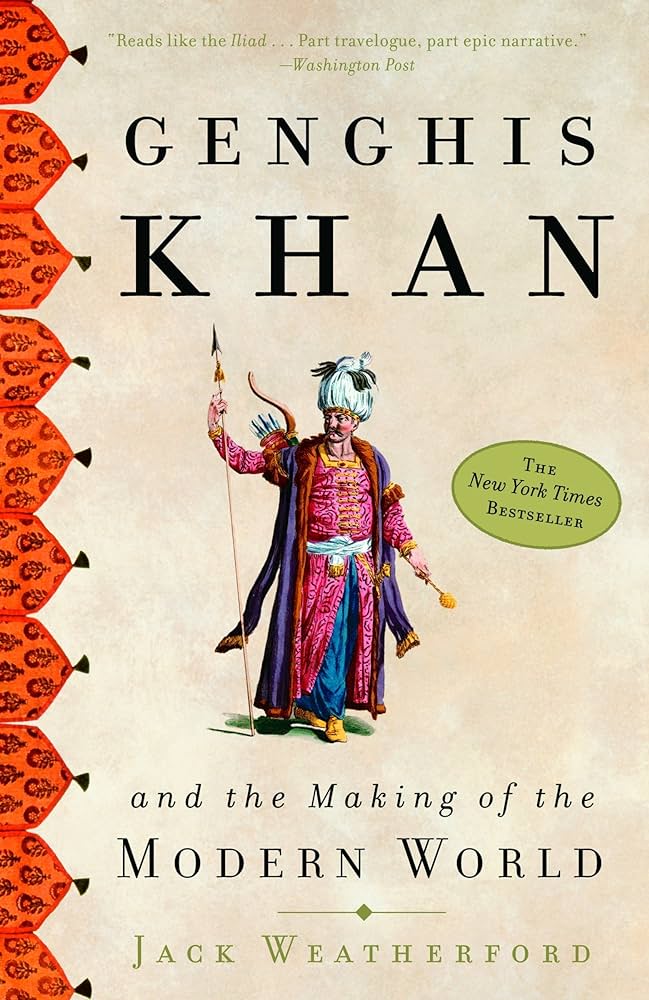 “Reads like the Iliad . . . Part travelogue, part epic narrative.”
—Washington Post
GENGHIS
KHAN
THE
New York Times
BESTSELLER
and the Making of the
MODERN WORLD
JACK WEATHERFORD